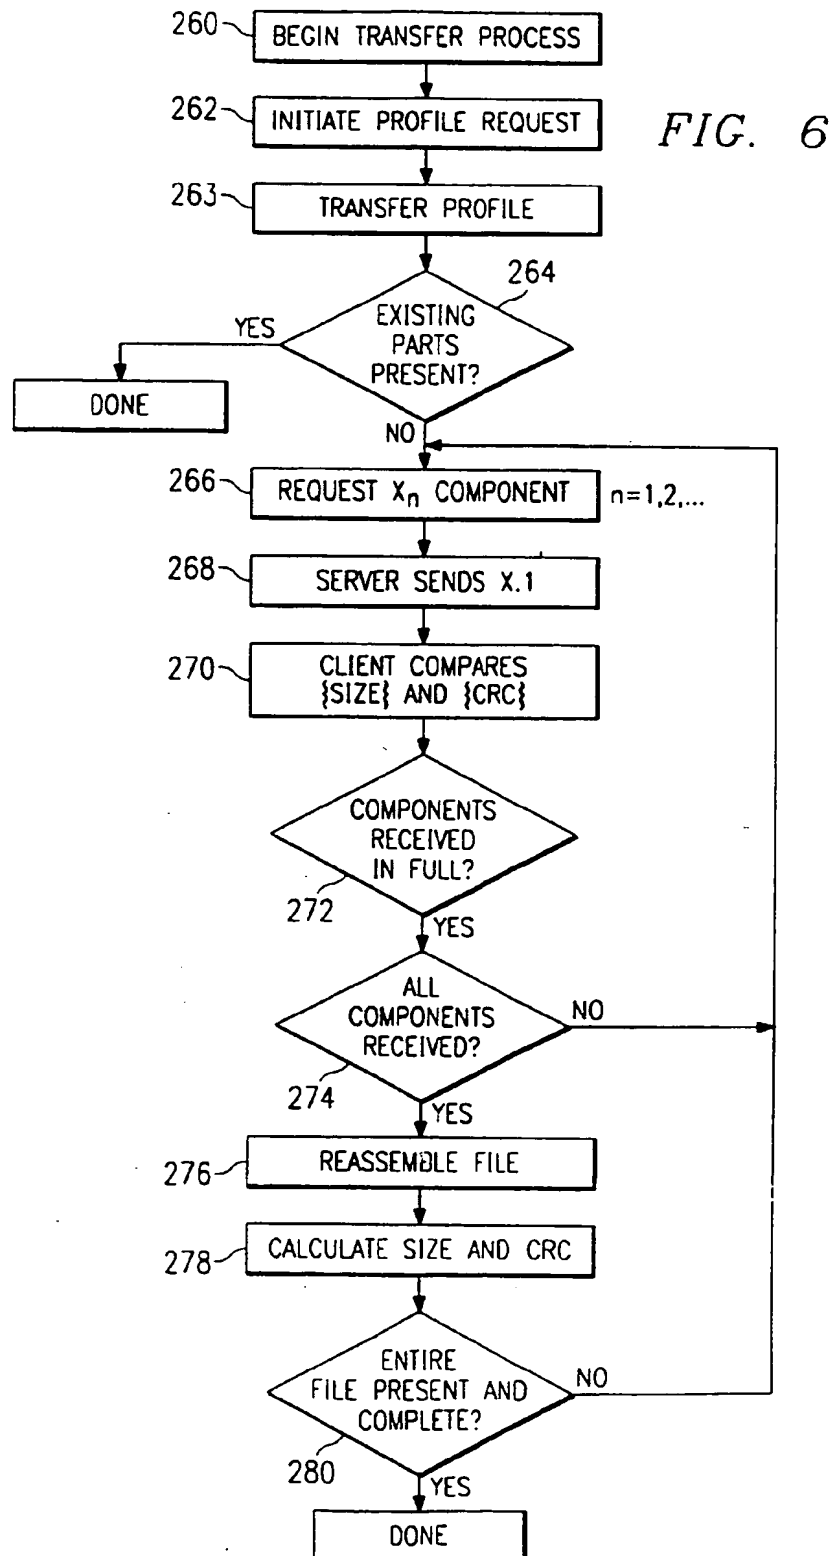 260
BEGIN TRANSFER PROCESS
262
INITIATE PROFILE REQUEST
FIG. 6
263
TRANSFER PROFILE
264
EXISTING
PARTS
PRESENT?
YES
DONE
NO
266
REQUEST Xn COMPONENT
n=1,2,...
268
SERVER SENDS X.1
270
CLIENT COMPARES
{SIZE} AND {CRC}
COMPONENTS
RECEIVED
IN FULL?
272
YES
ALL
COMPONENTS
RECEIVED?
NO
274
YES
276
REASSEMBLE FILE
278
CALCULATE SIZE AND CRC
ENTIRE
FILE PRESENT AND
COMPLETE?
NO
280
YES
DONE